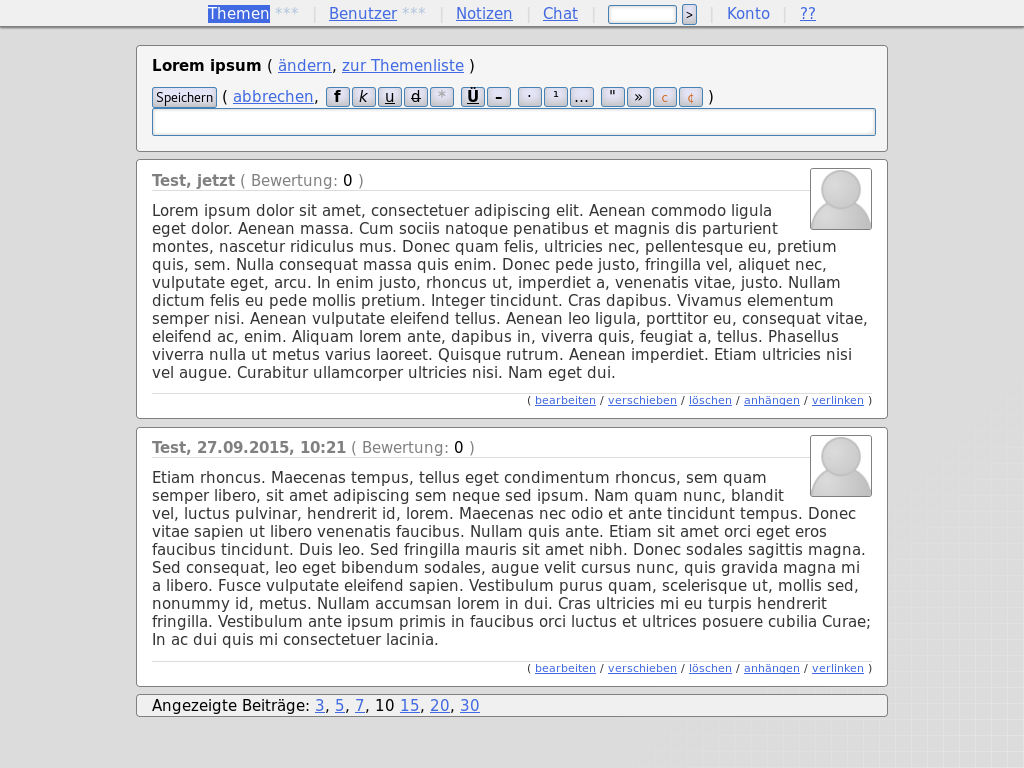 Themen *** | Benutzer *** | Notizen | Chat | > | Konto | ??
Lorem ipsum ( ändern, zur Themenliste )
Speichern ( abbrechen, f k u d * Ü – · ¹ … " » c ¢ )
Test, jetzt ( Bewertung: 0 )
Lorem ipsum dolor sit amet, consectetuer adipiscing elit. Aenean commodo ligula
eget dolor. Aenean massa. Cum sociis natoque penatibus et magnis dis parturient
montes, nascetur ridiculus mus. Donec quam felis, ultricies nec, pellentesque eu, pretium
quis, sem. Nulla consequat massa quis enim. Donec pede justo, fringilla vel, aliquet nec,
vulputate eget, arcu. In enim justo, rhoncus ut, imperdiet a, venenatis vitae, justo. Nullam
dictum felis eu pede mollis pretium. Integer tincidunt. Cras dapibus. Vivamus elementum
semper nisi. Aenean vulputate eleifend tellus. Aenean leo ligula, porttitor eu, consequat vitae,
eleifend ac, enim. Aliquam lorem ante, dapibus in, viverra quis, feugiat a, tellus. Phasellus
viverra nulla ut metus varius laoreet. Quisque rutrum. Aenean imperdiet. Etiam ultricies nisi
vel augue. Curabitur ullamcorper ultricies nisi. Nam eget dui.
( bearbeiten / verschieben / löschen / anhängen / verlinken )
Test, 27.09.2015, 10:21 ( Bewertung: 0 )
Etiam rhoncus. Maecenas tempus, tellus eget condimentum rhoncus, sem quam
semper libero, sit amet adipiscing sem neque sed ipsum. Nam quam nunc, blandit
vel, luctus pulvinar, hendrerit id, lorem. Maecenas nec odio et ante tincidunt tempus. Donec
vitae sapien ut libero venenatis faucibus. Nullam quis ante. Etiam sit amet orci eget eros
faucibus tincidunt. Duis leo. Sed fringilla mauris sit amet nibh. Donec sodales sagittis magna.
Sed consequat, leo eget bibendum sodales, augue velit cursus nunc, quis gravida magna mi
a libero. Fusce vulputate eleifend sapien. Vestibulum purus quam, scelerisque ut, mollis sed,
nonummy id, metus. Nullam accumsan lorem in dui. Cras ultricies mi eu turpis hendrerit
fringilla. Vestibulum ante ipsum primis in faucibus orci luctus et ultrices posuere cubilia Curae;
In ac dui quis mi consectetuer lacinia.
( bearbeiten / verschieben / löschen / anhängen / verlinken )
Angezeigte Beiträge: 3, 5, 7, 10 15, 20, 30